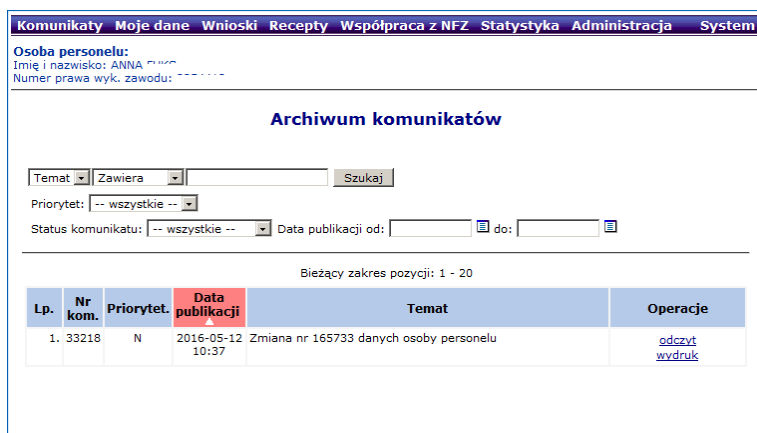 Komunikaty Moje dane Wnioski Recepty Współpraca z NFZ Statystyka Administracja System
Osoba personelu:
Imię i nazwisko: ANNA
Numer prawa wyk. zawodu:
Archiwum komunikatów
Temat Zawiera Szukaj
Priorytet: -- wszystkie --
Status komunikatu: -- wszystkie -- Data publikacji od: do:
Bieżący zakres pozycji: 1 - 20
Lp. Nr kom. Priorytet. Data publikacji Temat Operacje
1. 33218 N 2016-05-12 10:37 Zmiana nr 165733 danych osoby personelu odczyt
wydruk